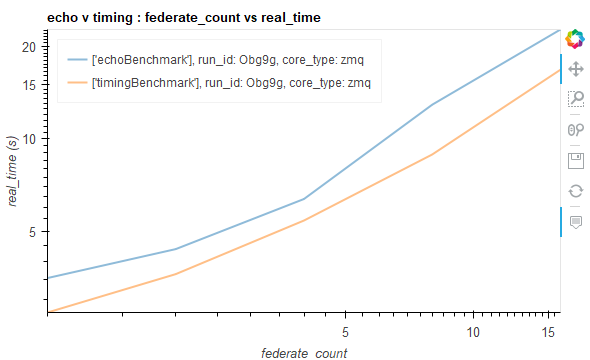 echo v timing : federate_count vs real_time
['echoBenchmark'], run_id: Obg9g, core_type: zmq
['timingBenchmark'], run_id: Obg9g, core_type: zmq
real_time (s)
20
15
10
5
5
10
15
federate_count